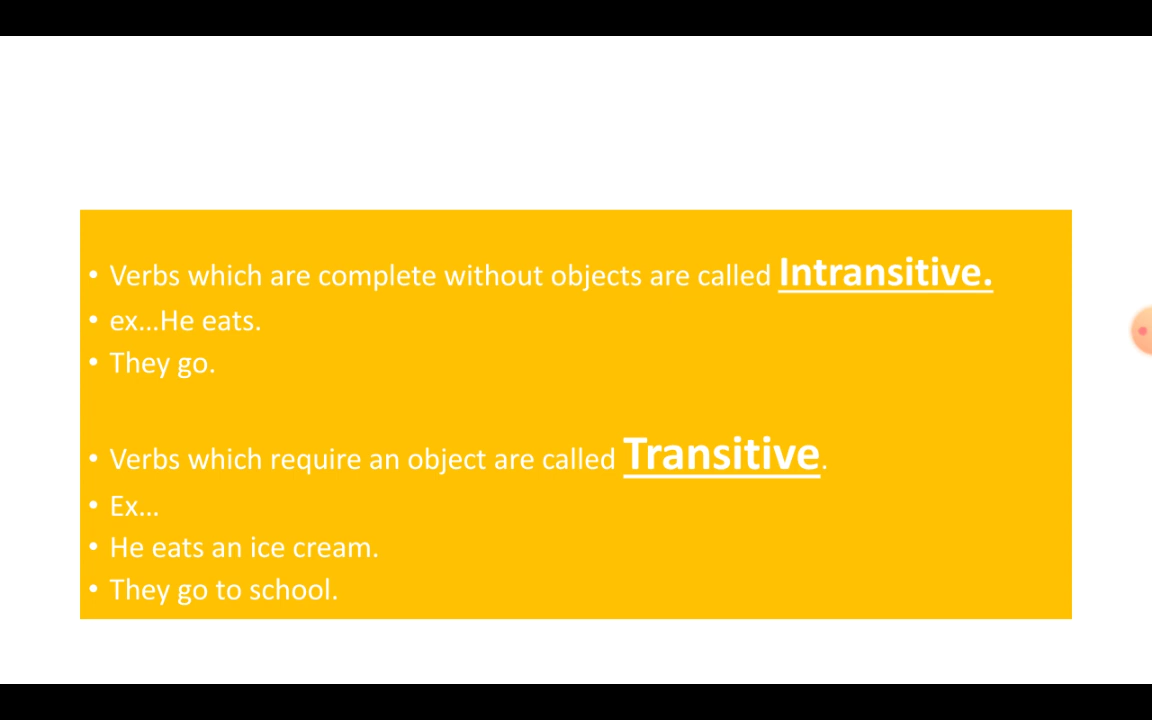 • Verbs which are complete without objects are called Intransitive.
• ex...He eats.
• They go.
• Verbs which require an object are called Transitive.
• Ex...
• He eats an ice cream.
• They go to school.